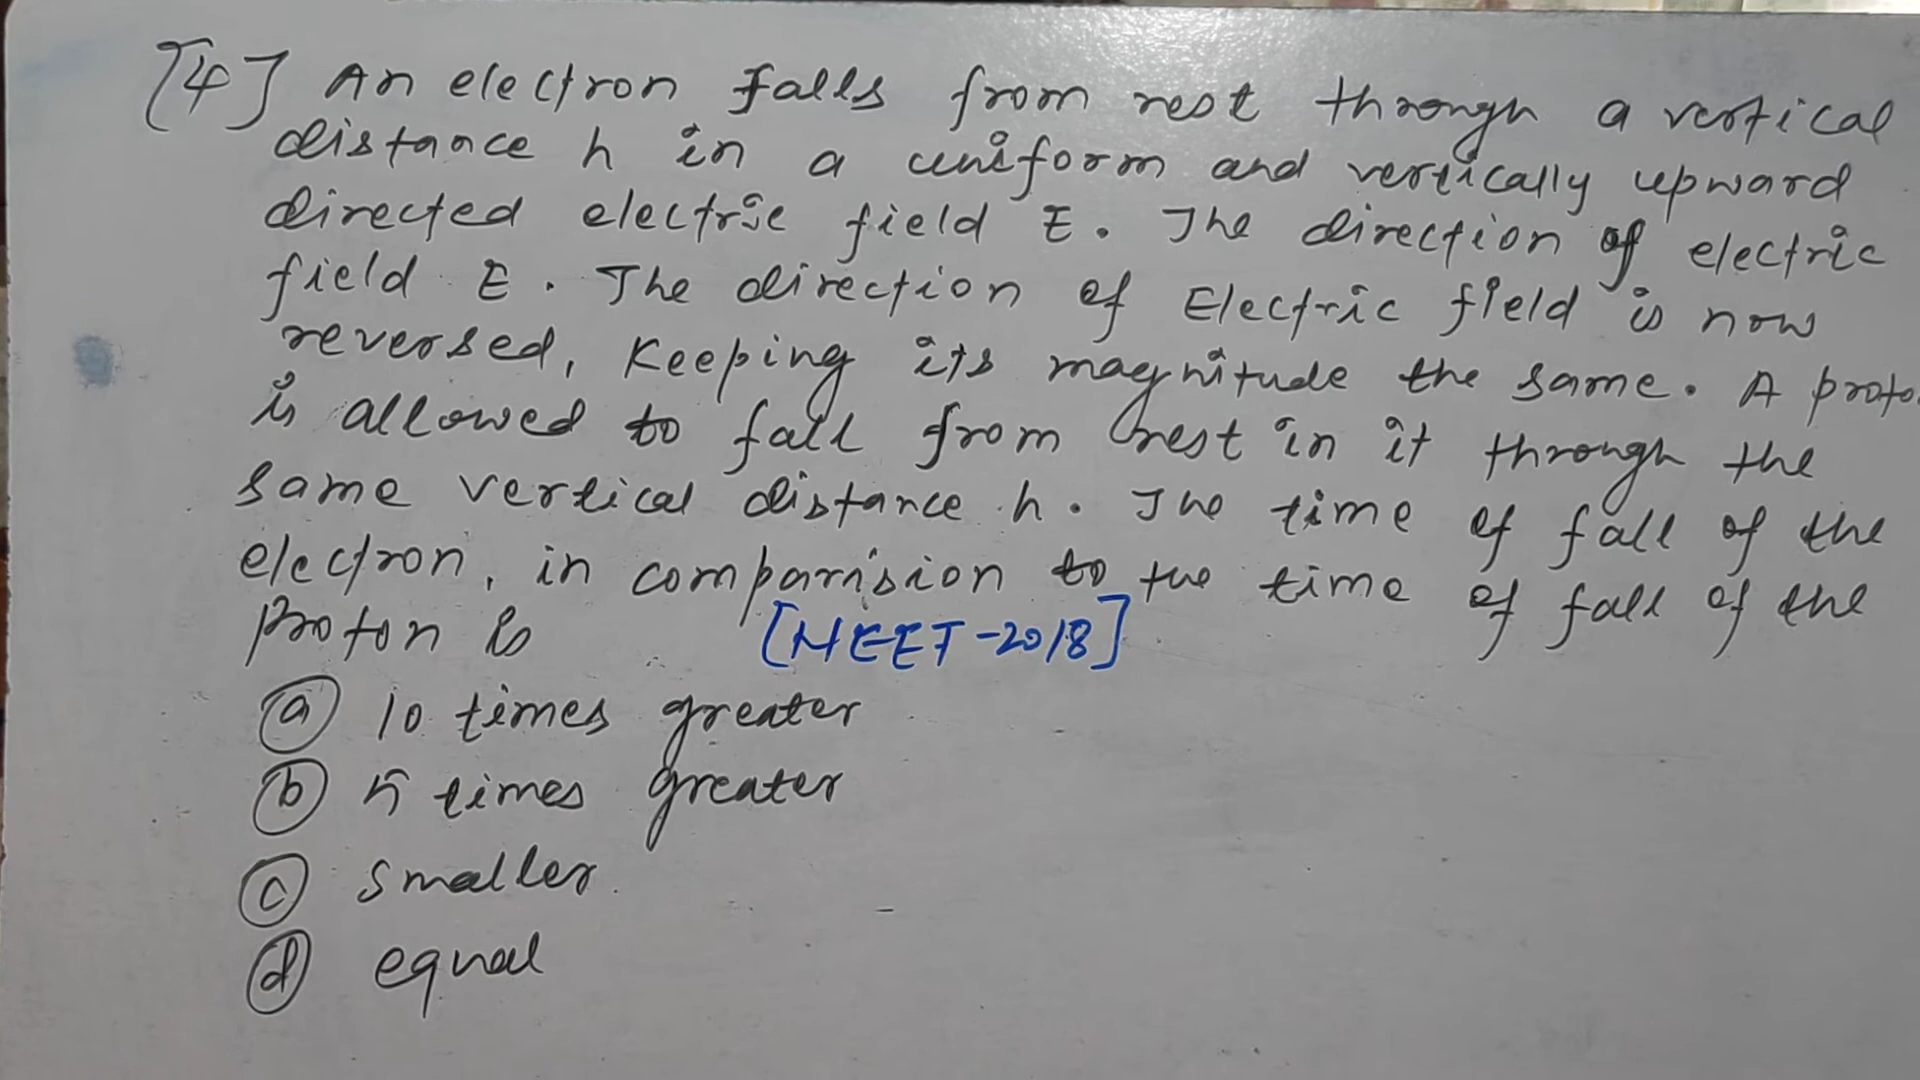 [4] An electron falls from rest through a vertical
distance h in a uniform and vertically upward
directed electric field E. The direction of electric
field E. The direction of Electric field is now
reversed, Keeping its magnitude the same. A proto
is allowed to fall from rest in it through the
same vertical distance h. The time of fall of the
electron, in comparision to the time of fall of the
proton is [NEET-2018]
(a) 10 times greater
(b) 5 times greater
(c) smaller
(d) equal